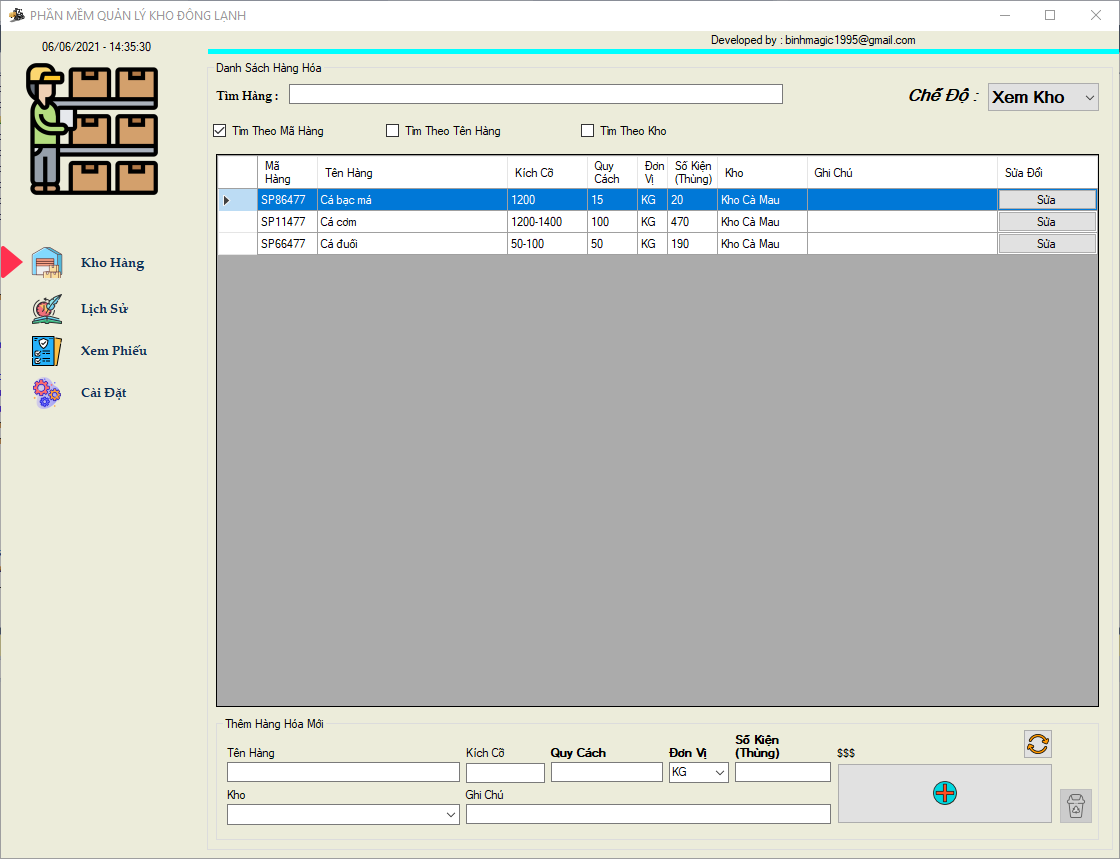 PHẦN MỀM QUẢN LÝ KHO ĐÔNG LẠNH
06/06/2021 - 14:35:30
Developed by : binhmagic1995@gmail.com
Danh Sách Hàng Hóa
Tìm Hàng :
Chế Độ :
Xem Kho
Tìm Theo Mã Hàng
Tìm Theo Tên Hàng
Tìm Theo Kho
Mã Hàng
Tên Hàng
Kích Cỡ
Quy Cách
Đơn Vị
Số Kiện (Thùng)
Kho
Ghi Chú
Sửa Đổi
SP86477 Cá bạc má 1200 15 KG 20 Kho Cà Mau Sửa
SP11477 Cá cơm 1200-1400 100 KG 470 Kho Cà Mau Sửa
SP66477 Cá đuối 50-100 50 KG 190 Kho Cà Mau Sửa
Kho Hàng
Lịch Sử
Xem Phiếu
Cài Đặt
Thêm Hàng Hóa Mới
Tên Hàng
Kích Cỡ
Quy Cách
Đơn Vị
Số Kiện (Thùng)
$$$
KG
Kho
Ghi Chú